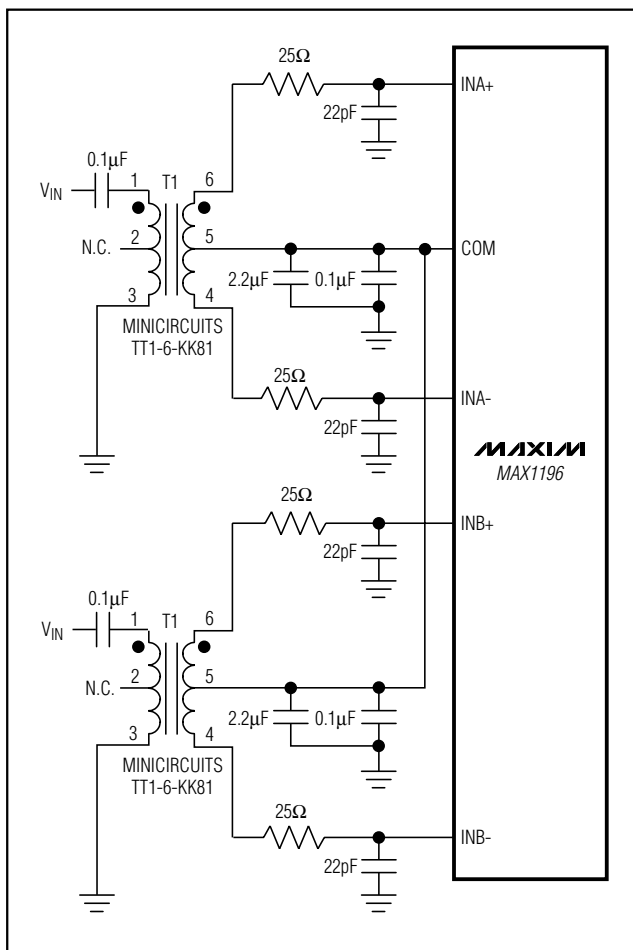 25Ω
INA+
22pF
0.1μF
VIN
1
T1
6
N.C.
2
5
COM
2.2μF
0.1μF
3
4
MINICIRCUITS
TT1-6-KK81
25Ω
INA-
22pF
MAXIM
MAX1196
25Ω
INB+
22pF
0.1μF
VIN
1
T1
6
N.C.
2
5
2.2μF
0.1μF
3
4
MINICIRCUITS
TT1-6-KK81
25Ω
INB-
22pF